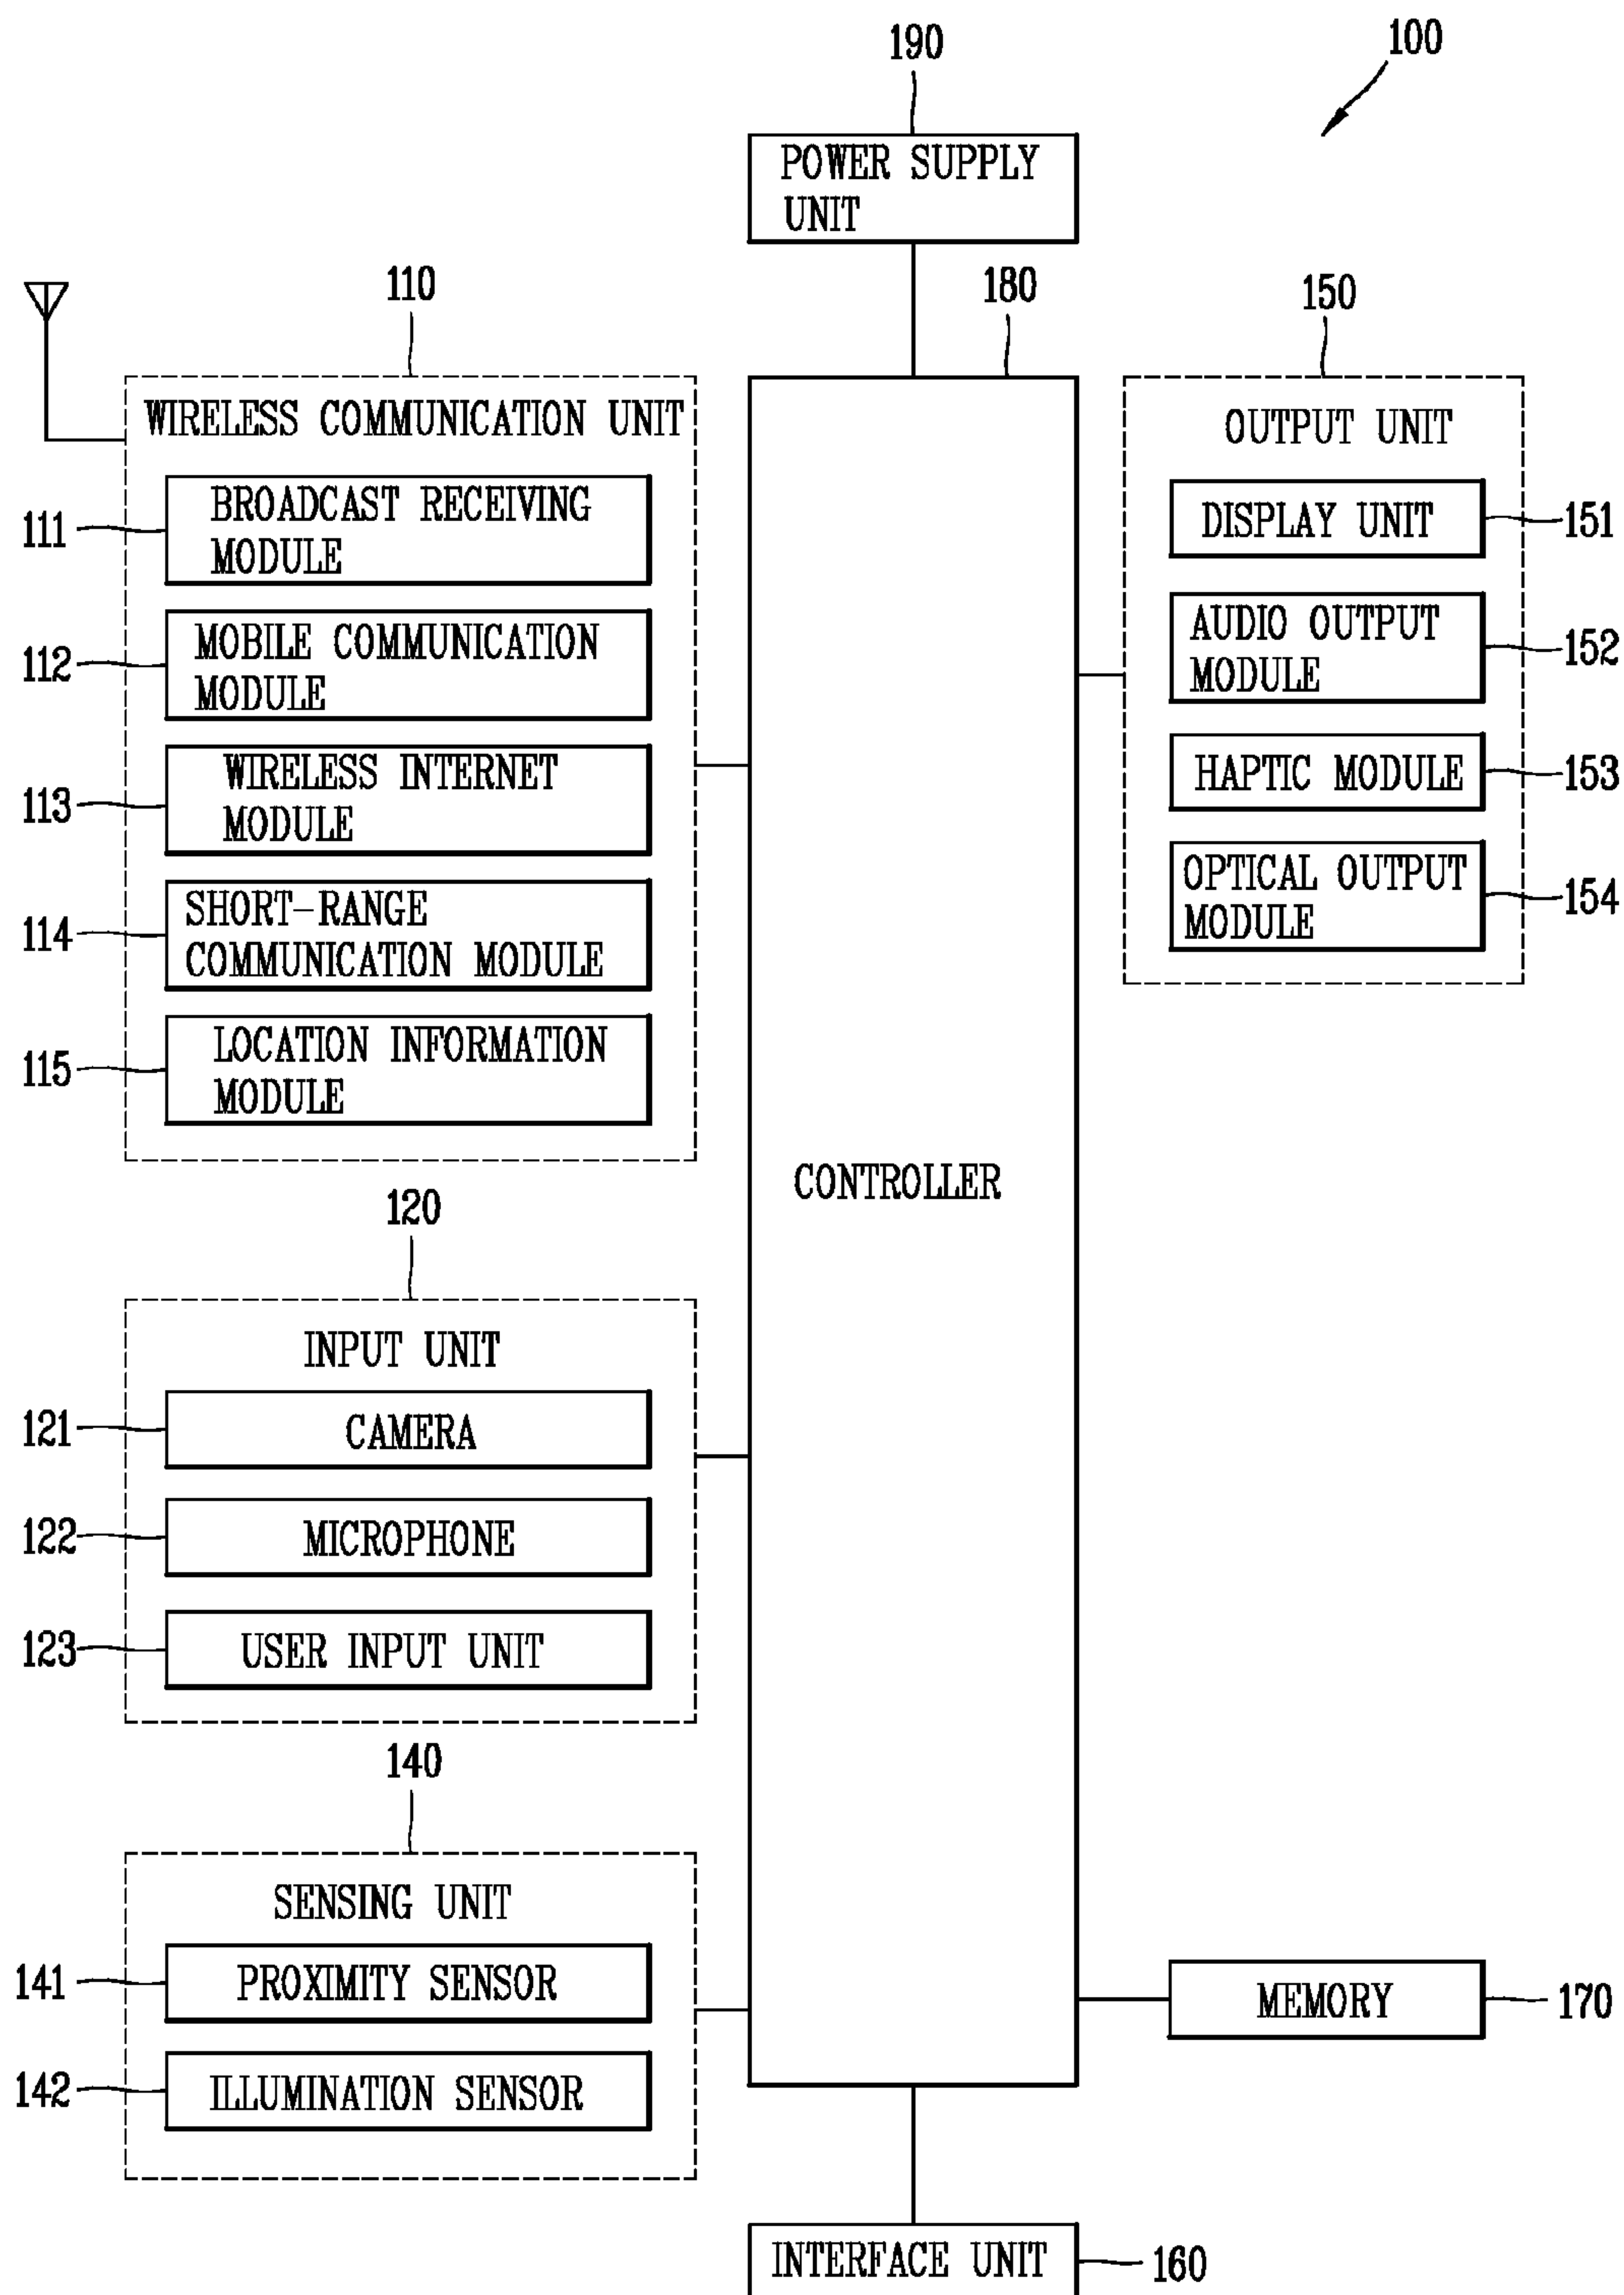 190
100
POWER SUPPLY
UNIT
110
180
150
WIRELESS COMMUNICATION UNIT
111
BROADCAST RECEIVING
MODULE
112
MOBILE COMMUNICATION
MODULE
113
WIRELESS INTERNET
MODULE
114
SHORT-RANGE
COMMUNICATION MODULE
115
LOCATION INFORMATION
MODULE
OUTPUT UNIT
DISPLAY UNIT
151
AUDIO OUTPUT
MODULE
152
HAPTIC MODULE
153
OPTICAL OUTPUT
MODULE
154
CONTROLLER
120
INPUT UNIT
121
CAMERA
122
MICROPHONE
123
USER INPUT UNIT
140
SENSING UNIT
141
PROXIMITY SENSOR
142
ILLUMINATION SENSOR
MEMORY
170
INTERFACE UNIT
160